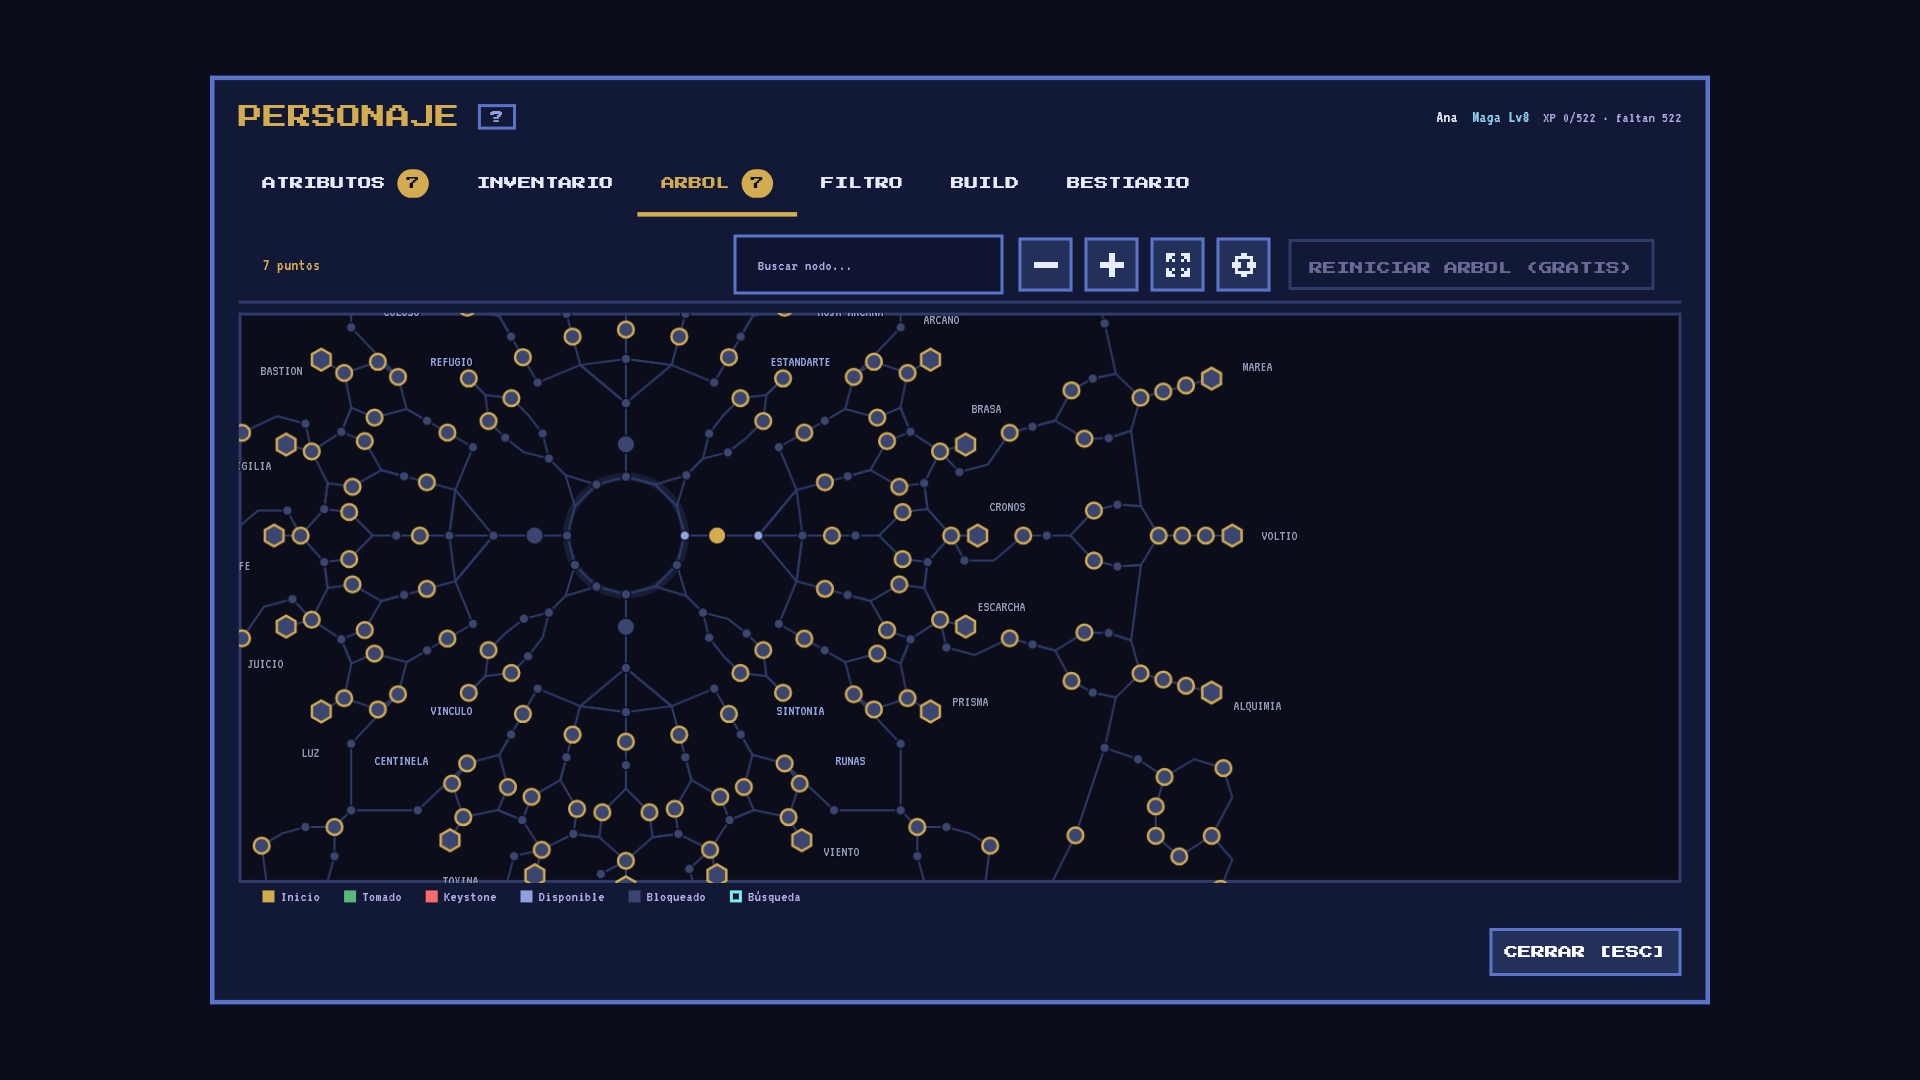 PERSONAJE ?
Ana Maga Lv8 XP 0/522 · faltan 522
ATRIBUTOS 7 INVENTARIO ARBOL 7 FILTRO BUILD BESTIARIO
7 puntos
Buscar nodo...
REINICIAR ARBOL (GRATIS)
ARCANO
BASTION
REFUGIO
ESTANDARTE
MAREA
BRASA
IGILIA
CRONOS
VOLTIO
FE
ESCARCHA
JUICIO
PRISMA
VINCULO
SINTONIA
ALQUIMIA
LUZ
CENTINELA
RUNAS
VIENTO
TOXINA
Inicio Tomado Keystone Disponible Bloqueado Búsqueda
CERRAR [ESC]